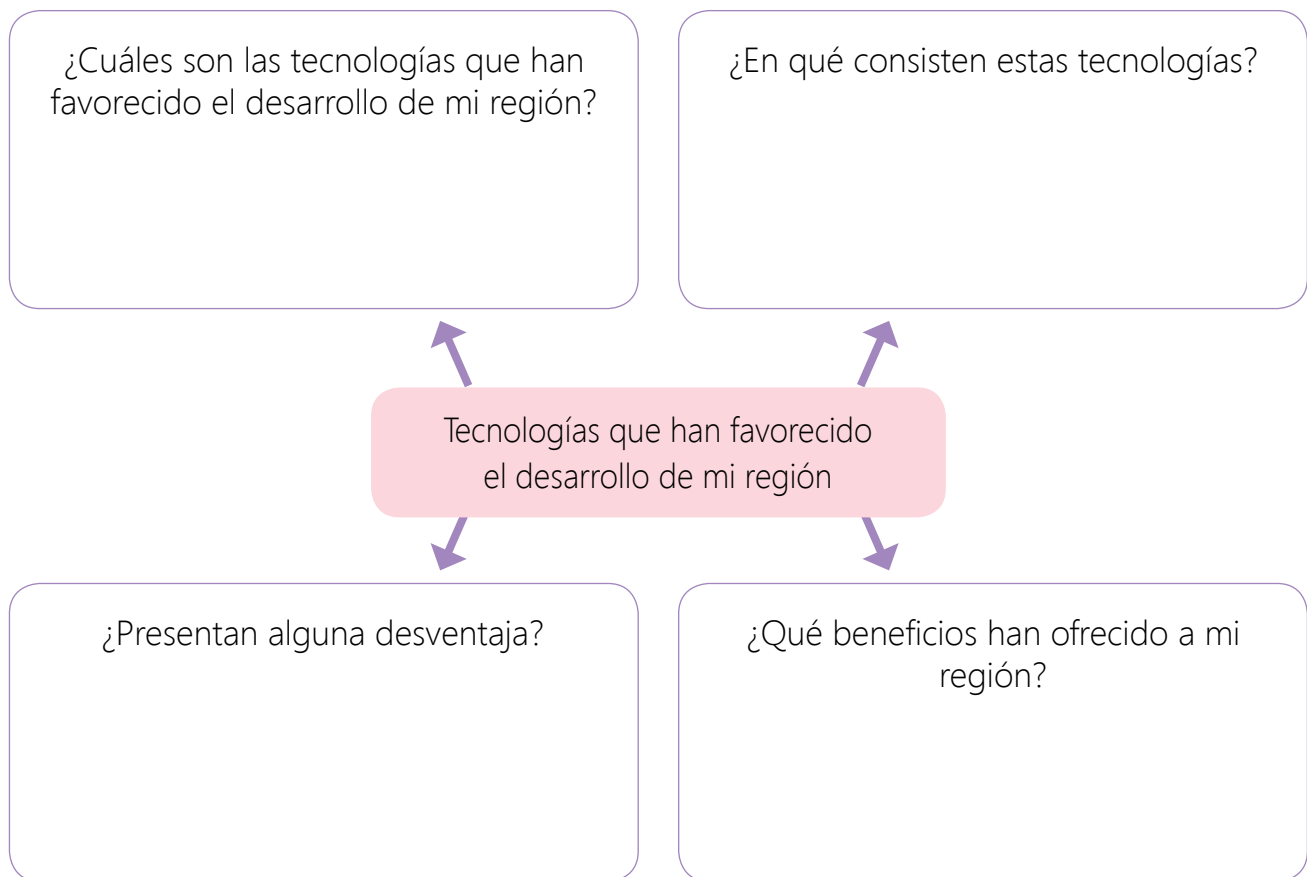 ¿Cuáles son las tecnologías que han
favorecido el desarrollo de mi región?
¿En qué consisten estas tecnologías?
Tecnologías que han favorecido
el desarrollo de mi región
¿Presentan alguna desventaja?
¿Qué beneficios han ofrecido a mi
región?